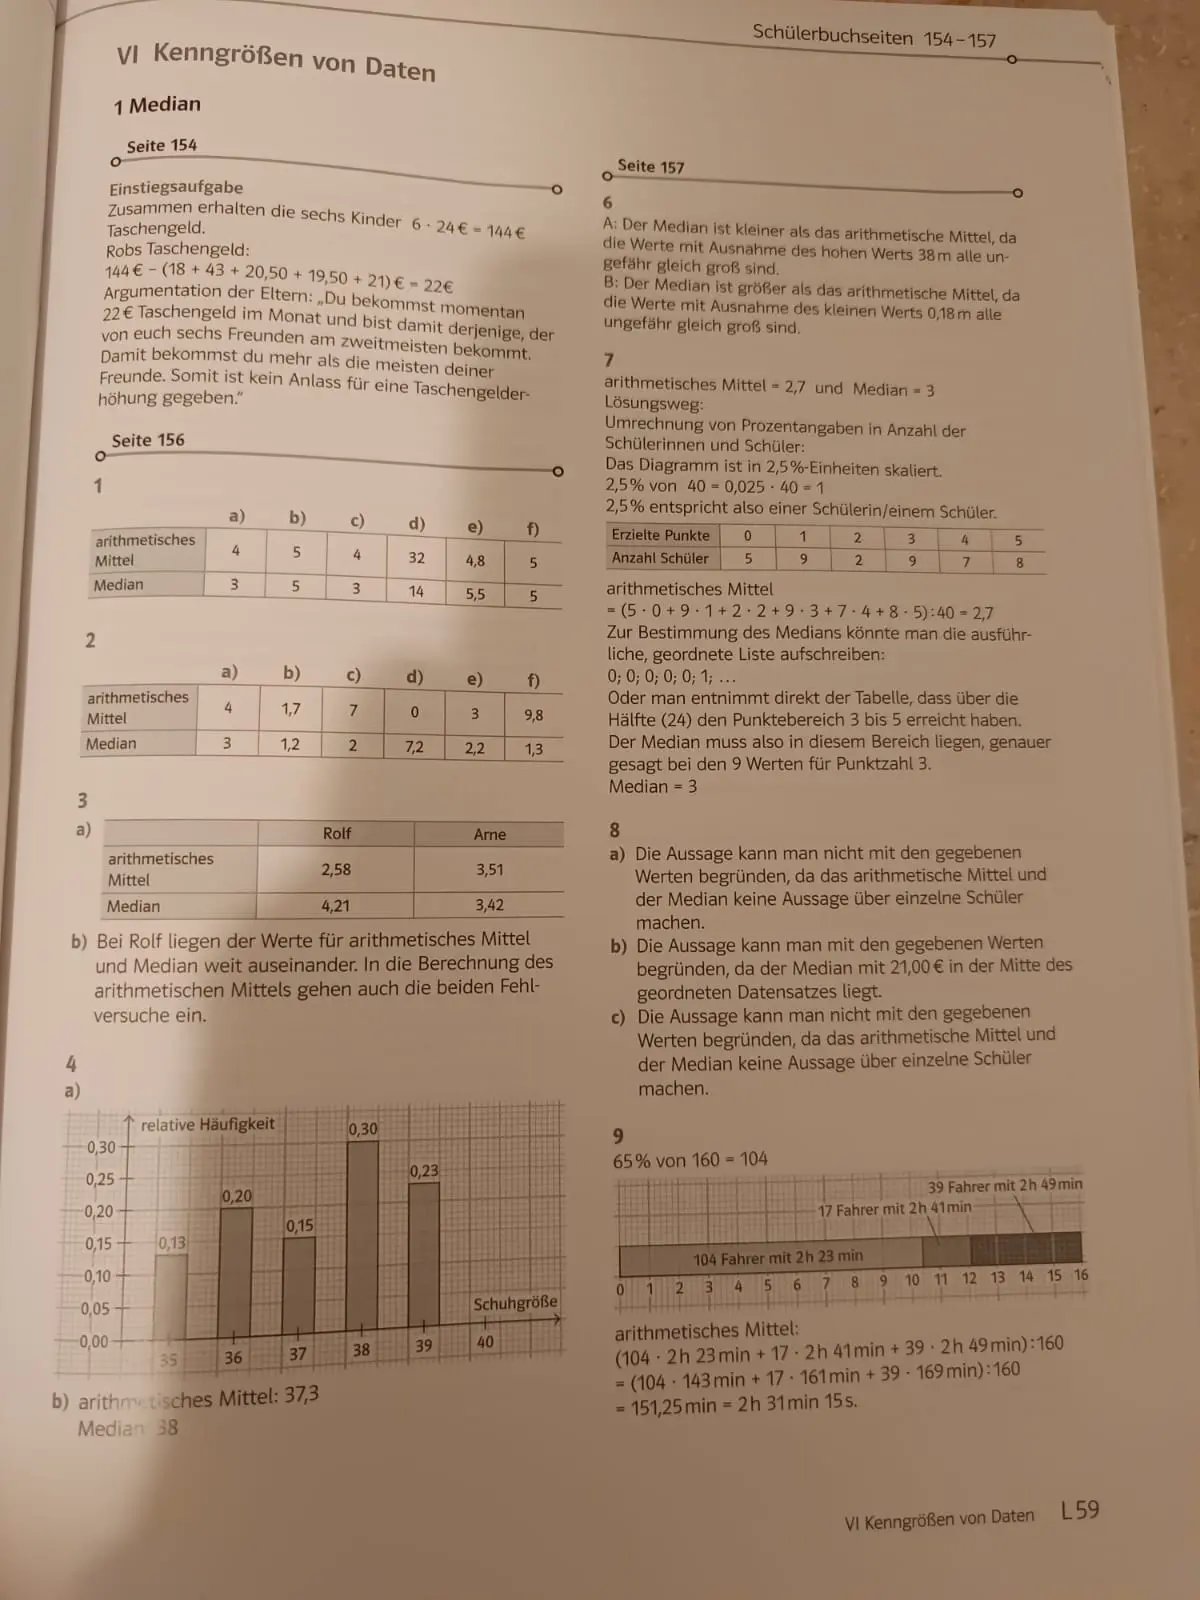 Schülerbuchseiten 154–157
VI Kenngrößen von Daten
1 Median
Seite 154
Einstiegsaufgabe
Zusammen erhalten die sechs Kinder 6 · 24 € = 144 €
Taschengeld.
Robs Taschengeld:
144 € – (18 + 43 + 20,50 + 19,50 + 21) € = 22€
Argumentation der Eltern: „Du bekommst momentan
22 € Taschengeld im Monat und bist damit derjenige, der
von euch sechs Freunden am zweitmeisten bekommt.
Damit bekommst du mehr als die meisten deiner
Freunde. Somit ist kein Anlass für eine Taschengelder-
höhung gegeben.“
Seite 156
1
a) b) c) d) e) f)
arithmetisches
Mittel 4 5 4 32 4,8 5
Median 3 5 3 14 5,5 5
2
a) b) c) d) e) f)
arithmetisches
Mittel 4 1,7 7 0 3 9,8
Median 3 1,2 2 7,2 2,2 1,3
3
a) Rolf Arne
arithmetisches
Mittel 2,58 3,51
Median 4,21 3,42
b) Bei Rolf liegen der Werte für arithmetisches Mittel
und Median weit auseinander. In die Berechnung des
arithmetischen Mittels gehen auch die beiden Fehl-
versuche ein.
4
a)
relative Häufigkeit
0,30
0,25
0,20
0,15
0,10
0,05
0,00
0,13
0,20
0,15
0,30
0,23
Schuhgröße
35 36 37 38 39 40
b) arithmetisches Mittel: 37,3
Median: 38
Seite 157
6
A: Der Median ist kleiner als das arithmetische Mittel, da
die Werte mit Ausnahme des hohen Werts 38 m alle un-
gefähr gleich groß sind.
B: Der Median ist größer als das arithmetische Mittel, da
die Werte mit Ausnahme des kleinen Werts 0,18 m alle
ungefähr gleich groß sind.
7
arithmetisches Mittel = 2,7 und Median = 3
Lösungsweg:
Umrechnung von Prozentangaben in Anzahl der
Schülerinnen und Schüler:
Das Diagramm ist in 2,5%-Einheiten skaliert.
2,5% von 40 = 0,025 · 40 = 1
2,5% entspricht also einer Schülerin/einem Schüler.
Erzielte Punkte 0 1 2 3 4 5
Anzahl Schüler 5 9 2 9 7 8
arithmetisches Mittel
= (5 · 0 + 9 · 1 + 2 · 2 + 9 · 3 + 7 · 4 + 8 · 5):40 = 2,7
Zur Bestimmung des Medians könnte man die ausführ-
liche, geordnete Liste aufschreiben:
0; 0; 0; 0; 0; 1; …
Oder man entnimmt direkt der Tabelle, dass über die
Hälfte (24) den Punktebereich 3 bis 5 erreicht haben.
Der Median muss also in diesem Bereich liegen, genauer
gesagt bei den 9 Werten für Punktzahl 3.
Median = 3
8
a) Die Aussage kann man nicht mit den gegebenen
Werten begründen, da das arithmetische Mittel und
der Median keine Aussage über einzelne Schüler
machen.
b) Die Aussage kann man mit den gegebenen Werten
begründen, da der Median mit 21,00 € in der Mitte des
geordneten Datensatzes liegt.
c) Die Aussage kann man nicht mit den gegebenen
Werten begründen, da das arithmetische Mittel und
der Median keine Aussage über einzelne Schüler
machen.
9
65% von 160 = 104
39 Fahrer mit 2h 49min
17 Fahrer mit 2h 41min
104 Fahrer mit 2h 23 min
0 1 2 3 4 5 6 7 8 9 10 11 12 13 14 15 16
arithmetisches Mittel:
(104 · 2h 23min + 17 · 2h 41min + 39 · 2h 49min):160
= (104 · 143min + 17 · 161min + 39 · 169min):160
= 151,25min = 2h 31min 15s.
VI Kenngrößen von Daten L59